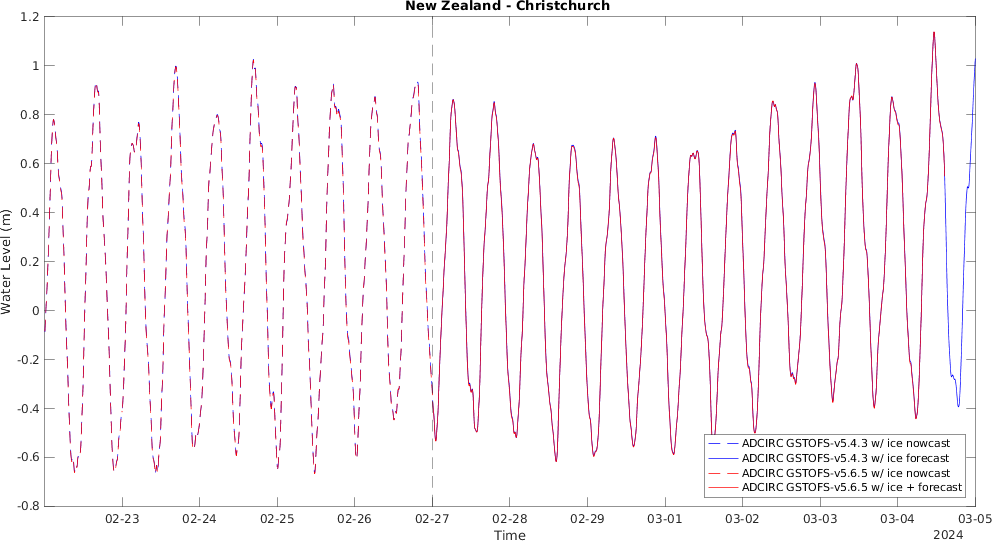 New Zealand - Christchurch
1.2
1
0.8
0.6
0.4
0.2
0
-0.2
-0.4
-0.6
-0.8
Water Level (m)
ADCIRC GSTOFS-v5.4.3 w/ ice nowcast
ADCIRC GSTOFS-v5.4.3 w/ ice forecast
ADCIRC GSTOFS-v5.6.5 w/ ice nowcast
ADCIRC GSTOFS-v5.6.5 w/ ice + forecast
02-23 02-24 02-25 02-26 02-27 02-28 02-29 03-01 03-02 03-03 03-04 03-05
Time
2024